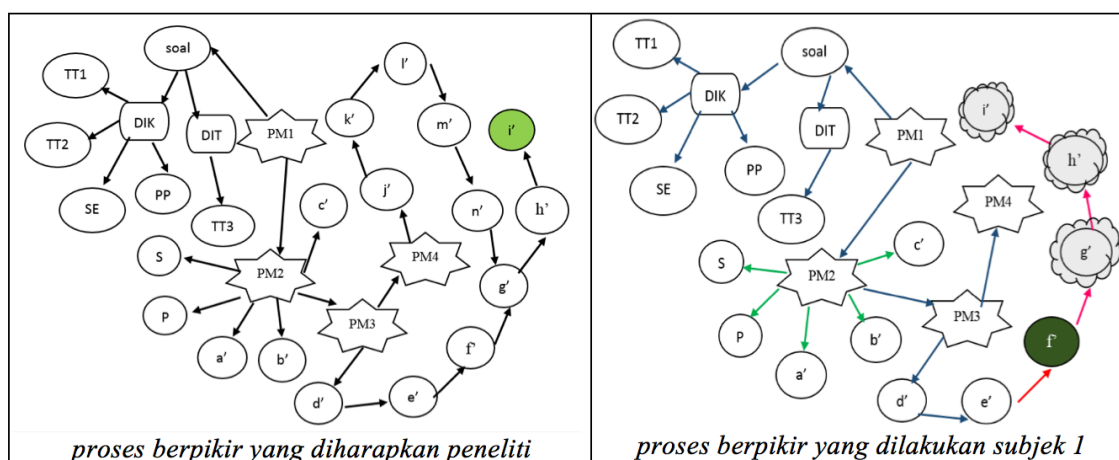 soal
TT1
DIK
DIT
PM1
TT2
SE
PP
TT3
c'
S
PM2
P
a'
b'
PM3
PM4
d'
e'
f'
g'
h'
i'
j'
k'
l'
m'
n'
proses berpikir yang diharapkan peneliti
soal
TT1
DIK
DIT
PM1
TT2
SE
PP
TT3
c'
S
PM2
P
a'
b'
PM3
PM4
d'
e'
f'
g'
h'
i'
proses berpikir yang dilakukan subjek 1